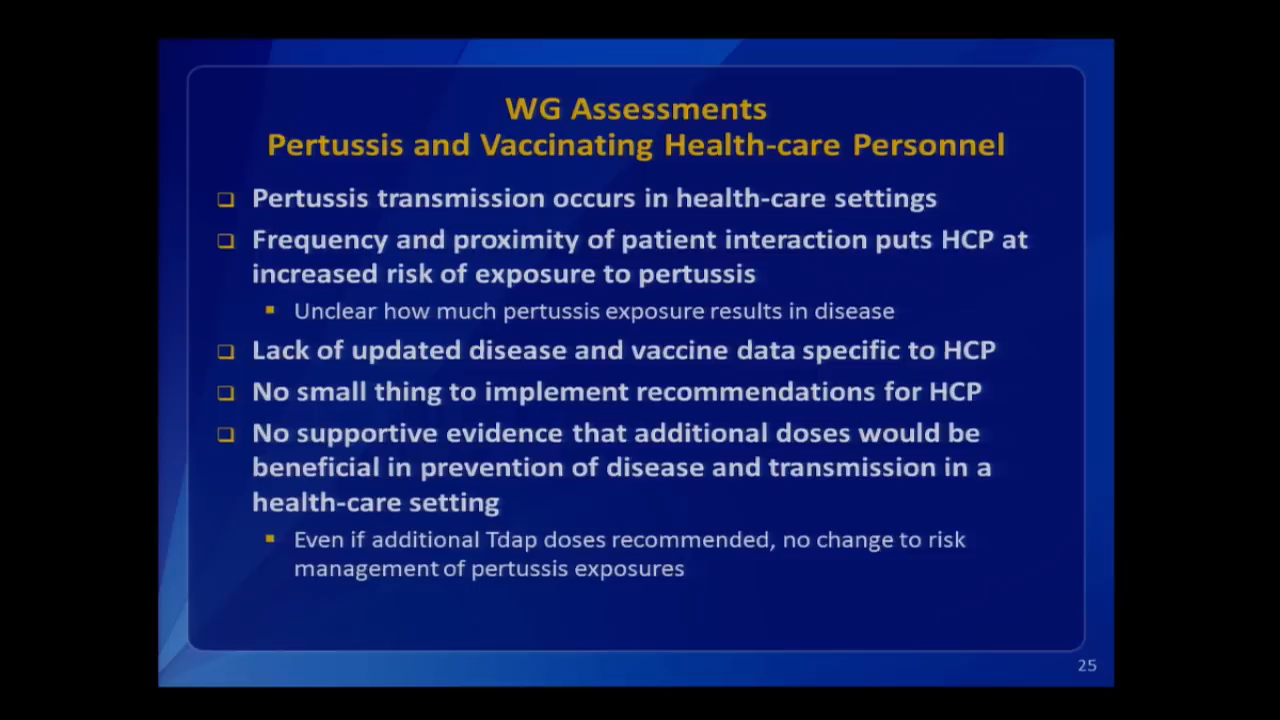 WG Assessments
Pertussis and Vaccinating Health-care Personnel
Pertussis transmission occurs in health-care settings
Frequency and proximity of patient interaction puts HCP at
increased risk of exposure to pertussis
Unclear how much pertussis exposure results in disease
Lack of updated disease and vaccine data specific to HCP
No small thing to implement recommendations for HCP
No supportive evidence that additional doses would be
beneficial in prevention of disease and transmission in a
health-care setting
Even if additional Tdap doses recommended, no change to risk
management of pertussis exposures
25